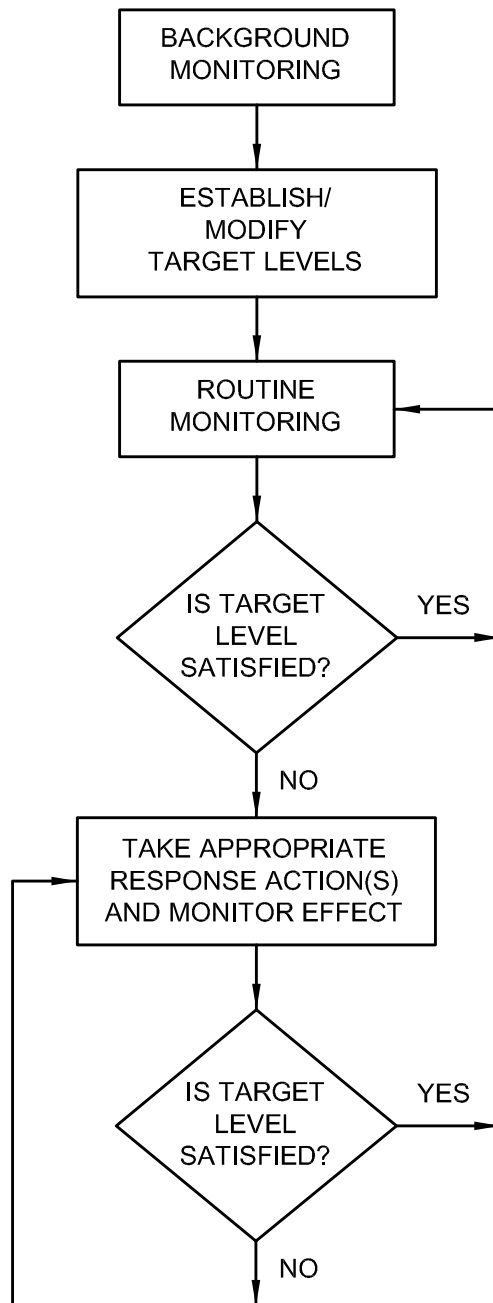 BACKGROUND
MONITORING
ESTABLISH/
MODIFY
TARGET LEVELS
ROUTINE
MONITORING
IS TARGET
LEVEL
SATISFIED?
YES
NO
TAKE APPROPRIATE
RESPONSE ACTION(S)
AND MONITOR EFFECT
IS TARGET
LEVEL
SATISFIED?
YES
NO